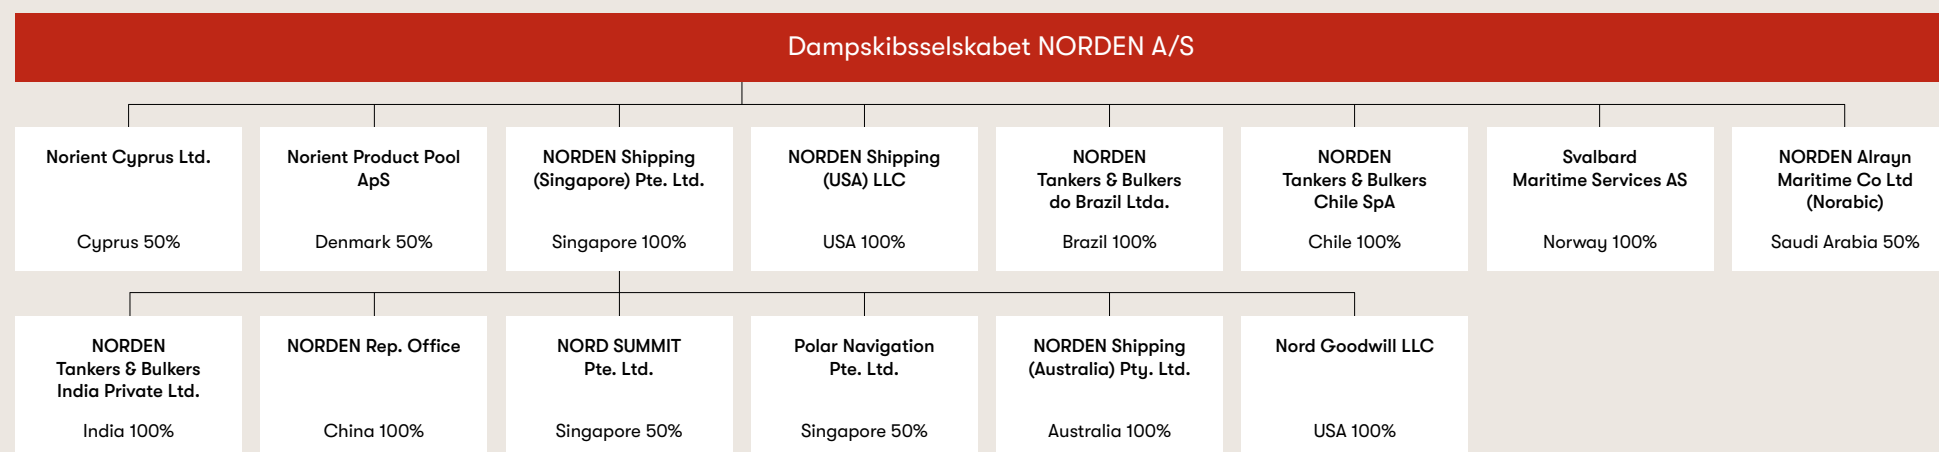 Dampskibsselskabet NORDEN A/S
Norient Cyprus Ltd.
Cyprus 50%
Norient Product Pool
ApS
Denmark 50%
NORDEN Shipping
(Singapore) Pte. Ltd.
Singapore 100%
NORDEN Shipping
(USA) LLC
USA 100%
NORDEN
Tankers & Bulkers
do Brazil Ltda.
Brazil 100%
NORDEN
Tankers & Bulkers
Chile SpA
Chile 100%
Svalbard
Maritime Services AS
Norway 100%
NORDEN Alrayn
Maritime Co Ltd
(Norabic)
Saudi Arabia 50%
NORDEN
Tankers & Bulkers
India Private Ltd.
India 100%
NORDEN Rep. Office
China 100%
NORD SUMMIT
Pte. Ltd.
Singapore 50%
Polar Navigation
Pte. Ltd.
Singapore 50%
NORDEN Shipping
(Australia) Pty. Ltd.
Australia 100%
Nord Goodwill LLC
USA 100%